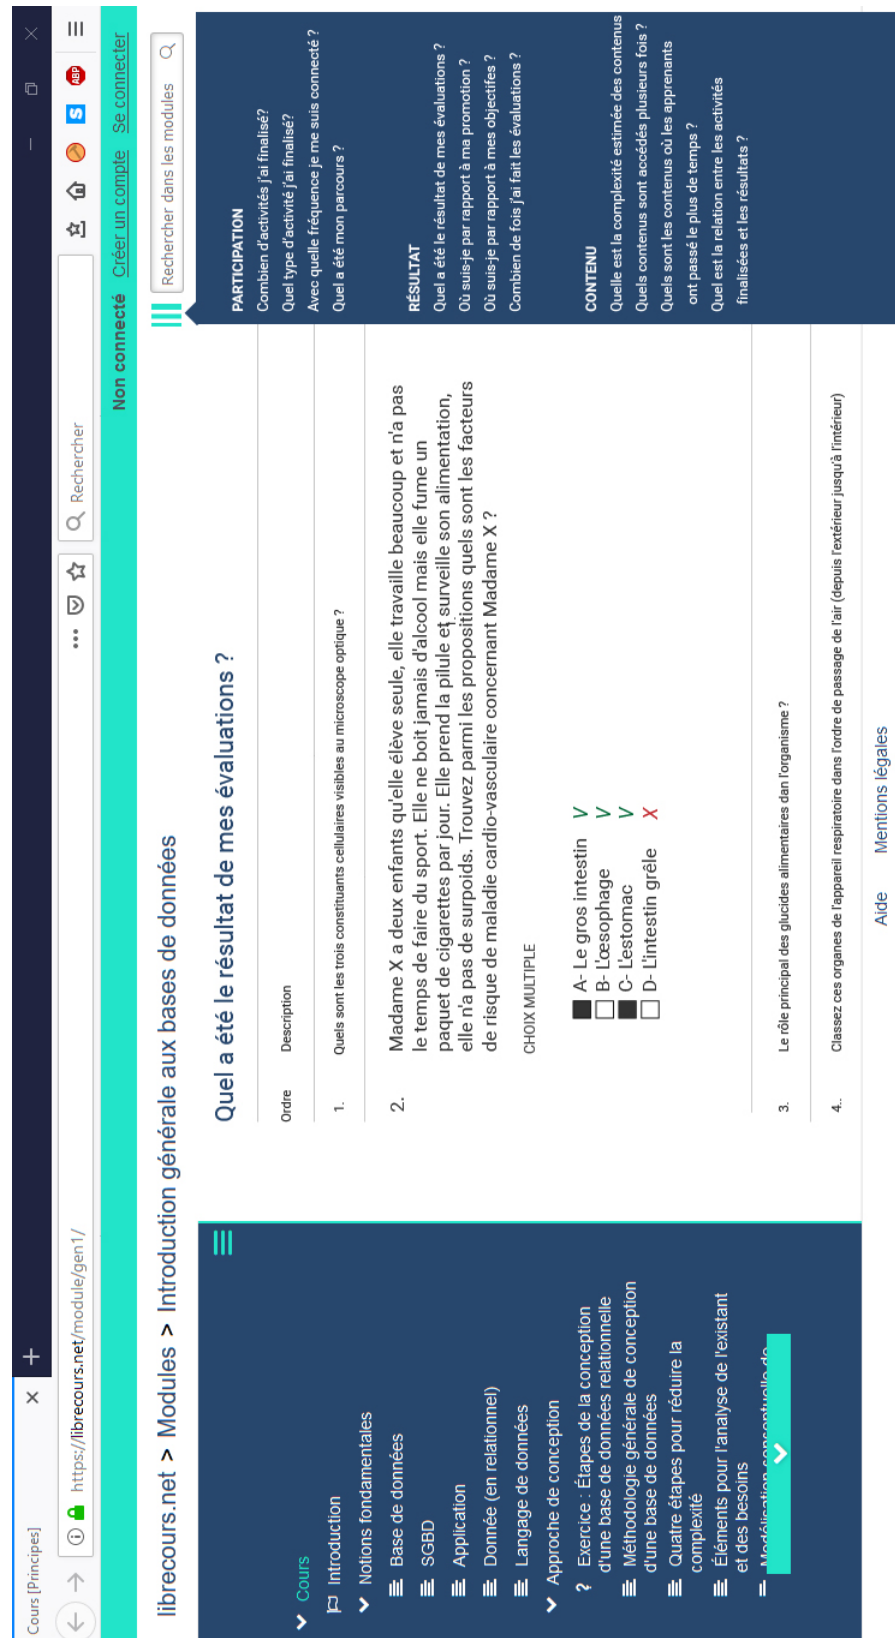 Cours [Principes]
https://librecours.net/module/gen1/
Rechercher
ABP
S
Non connecté Créer un compte Se connecter
librecours.net > Modules > Introduction générale aux bases de données
Rechercher dans les modules
Cours
Introduction
Notions fondamentales
Base de données
SGBD
Application
Donnée (en relationnel)
Langage de données
Approche de conception
? Exercice : Étapes de la conception
d'une base de données relationnelle
Méthodologie générale de conception
d'une base de données
Quatre étapes pour réduire la
complexité
Éléments pour l'analyse de l'existant
et des besoins
Modélisation conceptuelle de
Quel a été le résultat de mes évaluations ?
Ordre Description
1. Quels sont les trois constituants cellulaires visibles au microscope optique ?
2. Madame X a deux enfants qu'elle élève seule, elle travaille beaucoup et n'a pas
le temps de faire du sport. Elle ne boit jamais d'alcool mais elle fume un
paquet de cigarettes par jour. Elle prend la pilule et surveille son alimentation,
1.
elle n'a pas de surpoids. Trouvez parmi les propositions quels sont les facteurs
de risque de maladie cardio-vasculaire concernant Madame X ?
CHOIX MULTIPLE
A- Le gros intestin V
B- L'œsophage V
C- L'estomac V
D- L'intestin grêle X
3. Le rôle principal des glucides alimentaires dan l'organisme ?
4.. Classez ces organes de l'appareil respiratoire dans l'ordre de passage de l'air (depuis l'extérieur jusqu'à l'intérieur)
PARTICIPATION
Combien d'activités j'ai finalisé?
Quel type d'activité j'ai finalisé?
Avec quelle fréquence je me suis connecté ?
Quel a été mon parcours ?
RÉSULTAT
Quel a été le résultat de mes évaluations ?
Où suis-je par rapport à ma promotion ?
Où suis-je par rapport à mes objectifes ?
Combien de fois j'ai fait les évaluations ?
CONTENU
Quelle est la complexité estimée des contenus
Quels contenus sont accédés plusieurs fois ?
Quels sont les contenus où les apprenants
ont passé le plus de temps ?
Quel est la relation entre les activités
finalisées et les résultats ?
Aide Mentions légales